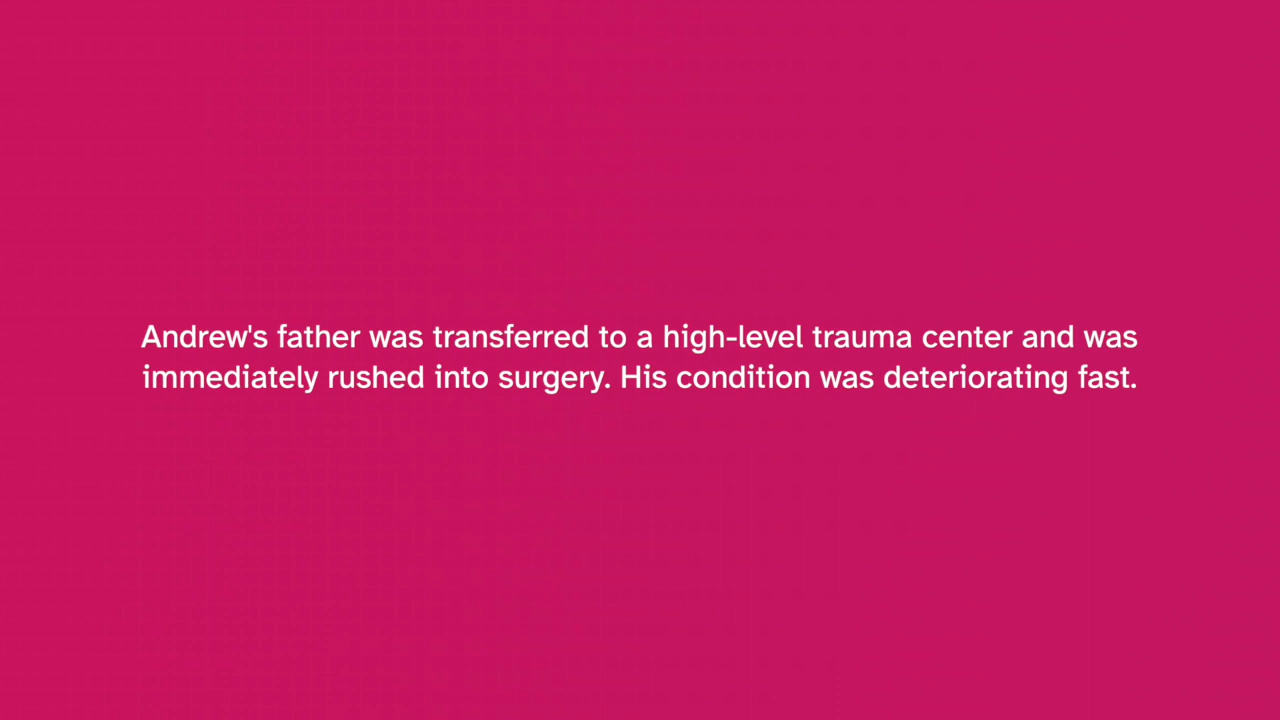 Andrew's father was transferred to a high-level trauma center and was
immediately rushed into surgery. His condition was deteriorating fast.